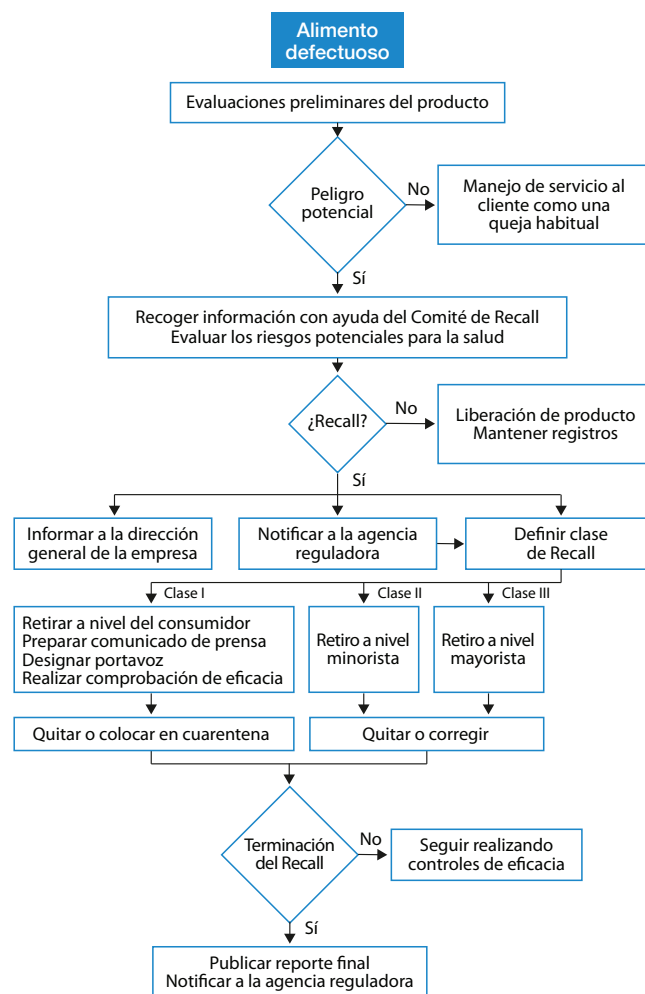 Alimento
defectuoso
Evaluaciones preliminares del producto
Peligro
potencial
No
Manejo de servicio al
cliente como una
queja habitual
Sí
Recoger información con ayuda del Comité de Recall
Evaluar los riesgos potenciales para la salud
¿Recall?
No
Liberación de producto
Mantener registros
Sí
Informar a la dirección
general de la empresa
Notificar a la agencia
reguladora
Definir clase
de Recall
Clase I
Clase II
Clase III
Retirar a nivel del consumidor
Preparar comunicado de prensa
Designar portavoz
Realizar comprobación de eficacia
Retiro a nivel
minorista
Retiro a nivel
mayorista
Quitar o colocar en cuarentena
Quitar o corregir
Terminación
del Recall
No
Seguir realizando
controles de eficacia
Sí
Publicar reporte final
Notificar a la agencia reguladora